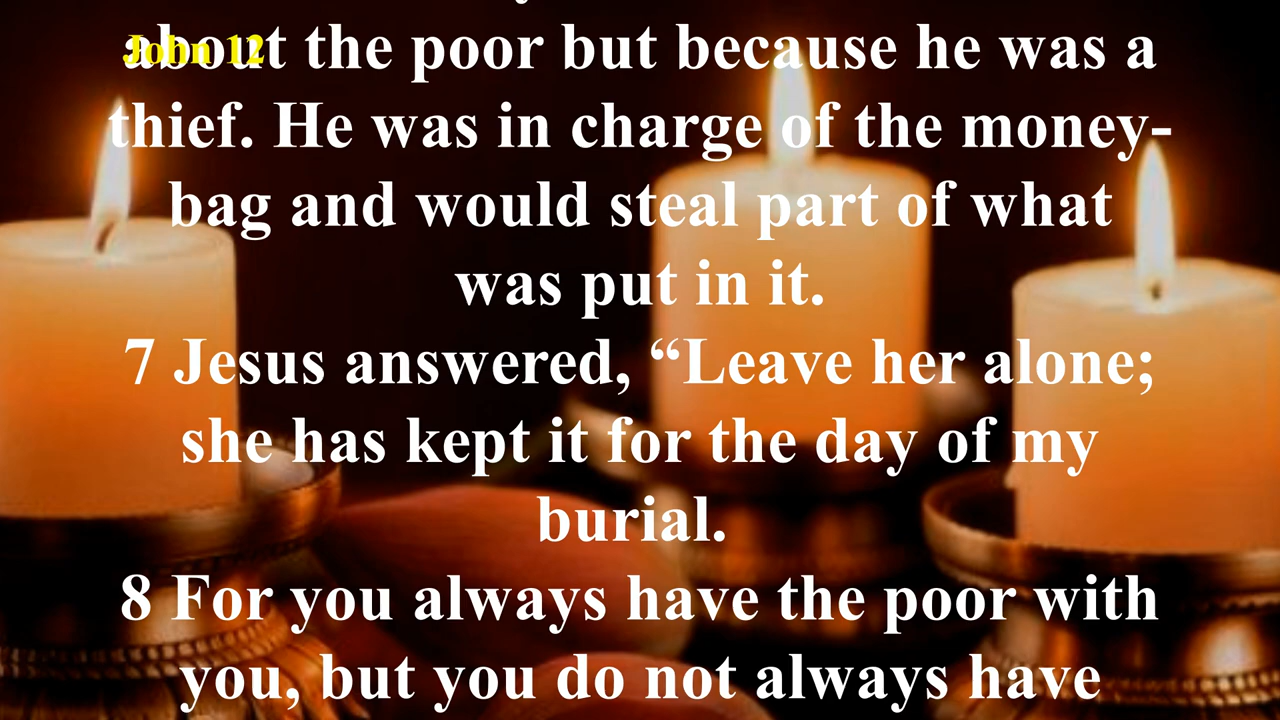 John 12
about the poor but because he was a
thief. He was in charge of the money-
bag and would steal part of what
was put in it.
7 Jesus answered, “Leave her alone;
she has kept it for the day of my
burial.
8 For you always have the poor with
you, but you do not always have